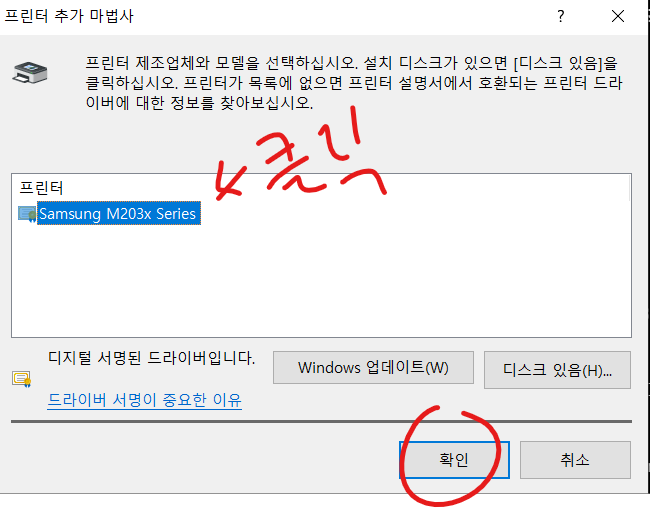 프린터 추가 마법사
?
프린터 제조업체와 모델을 선택하십시오. 설치 디스크가 있으면 [디스크 있음]을
클릭하십시오. 프린터가 목록에 없으면 프린터 설명서에서 호환되는 프린터 드라
이버에 대한 정보를 찾아보십시오.
클릭
프린터
Samsung M203x Series
디지털 서명된 드라이버입니다.
Windows 업데이트(W)
디스크 있음(H)...
드라이버 서명이 중요한 이유
확인
취소